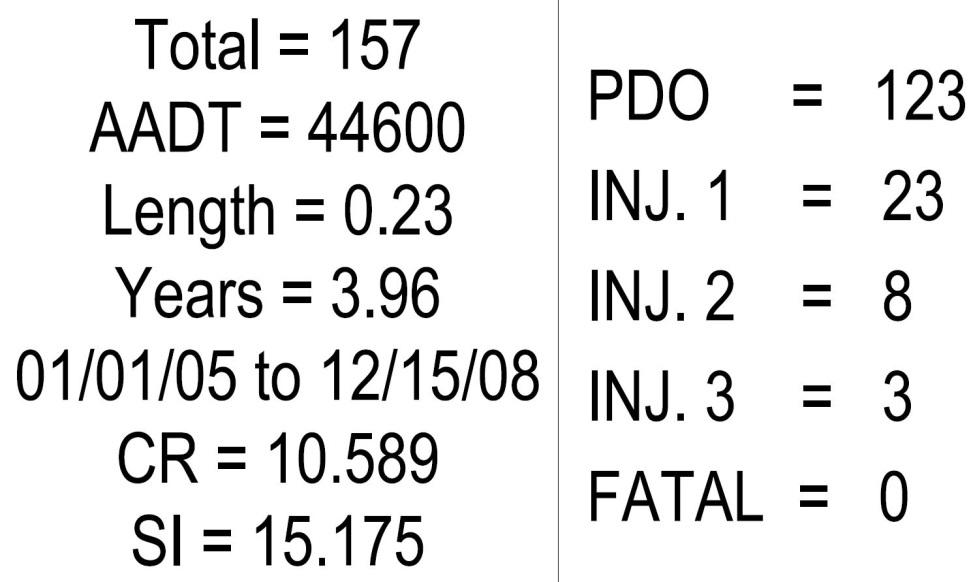 Total = 157
AADT = 44600
Length = 0.23
Years = 3.96
01/01/05 to 12/15/08
CR = 10.589
SI = 15.175
PDO = 123
INJ. 1 = 23
INJ. 2 = 8
INJ. 3 = 3
FATAL = 0